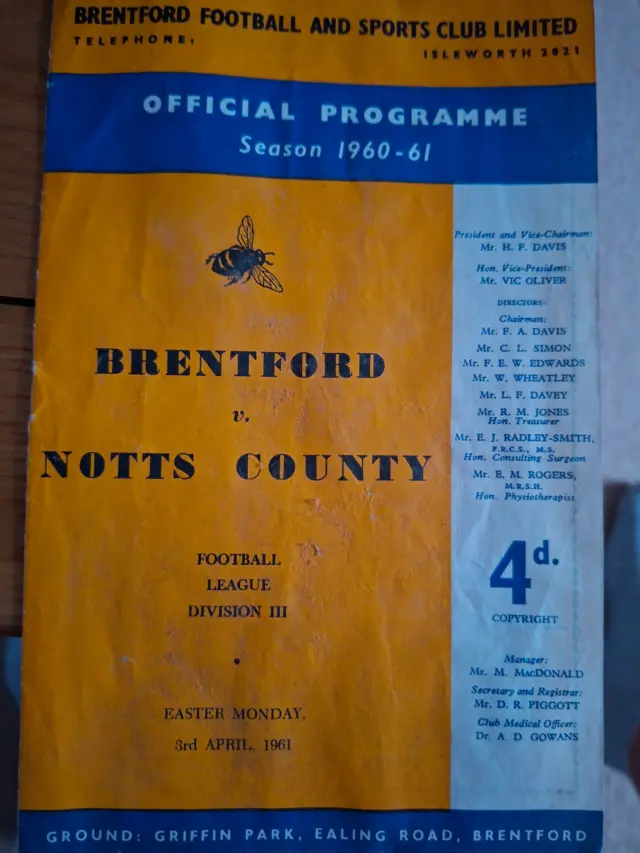 BRENTFORD FOOTBALL AND SPORTS CLUB LIMITED
TELEPHONE, ISLEWORTH 2021
OFFICIAL PROGRAMME
Season 1960-61
BRENTFORD
v.
NOTTS COUNTY
FOOTBALL
LEAGUE
DIVISION III
EASTER MONDAY,
3rd APRIL, 1961
President and Vice-Chairman:
Mr. H. F. DAVIS
Hon. Vice-President:
Mr. VIC OLIVER
DIRECTORS:
Chairman:
Mr. F. A. DAVIS
Mr. C. L. SIMON
Mr. F. E. W. EDWARDS
Mr. W. WHEATLEY
Mr. L. F. DAVEY
Mr. R. M. JONES
Hon. Treasurer
Mr. E. J. RADLEY-SMITH,
F.R.C.S., M.S.
Hon. Consulting Surgeon
Mr. E. M. ROGERS,
M.R.S.H.
Hon. Physiotherapist
4d.
COPYRIGHT
Manager:
Mr. M. MACDONALD
Secretary and Registrar:
Mr. D. R. PIGGOTT
Club Medical Officer:
Dr. A. D. GOWANS
GROUND: GRIFFIN PARK, EALING ROAD, BRENTFORD